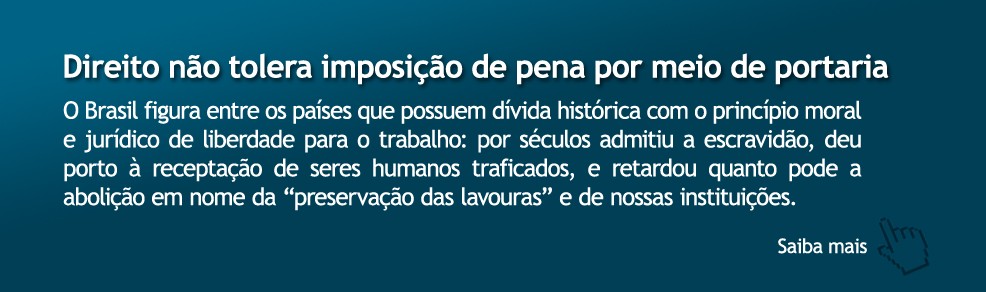 Direito não tolera imposição de pena por meio de portaria
O Brasil figura entre os países que possuem dívida histórica com o princípio moral
e jurídico de liberdade para o trabalho: por séculos admitiu a escravidão, deu
porto à receptação de seres humanos traficados, e retardou quanto pode a
abolição em nome da “preservação das lavouras” e de nossas instituições.
Saiba mais